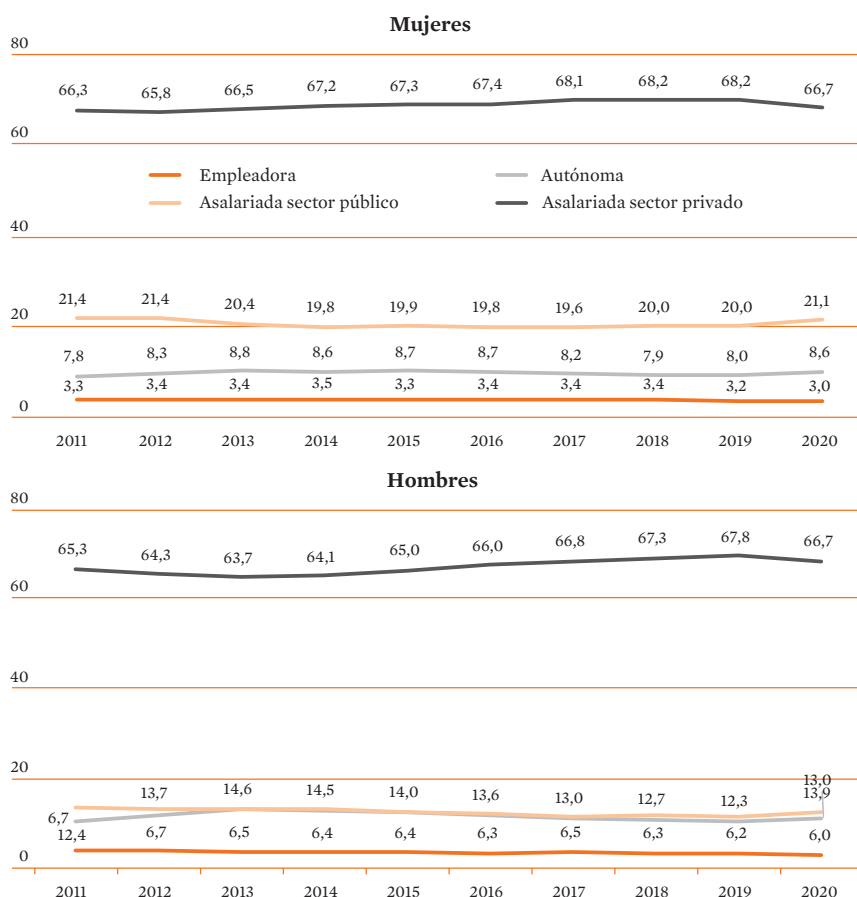 Mujeres
80
66,3 65,8 66,5 67,2 67,3 67,4 68,1 68,2 68,2 66,7
60
Empleadora Autónoma
Asalariada sector público Asalariada sector privado
40
21,4 21,4 20,4 19,8 19,9 19,8 19,6 20,0 20,0 21,1
20
7,8 8,3 8,8 8,6 8,7 8,7 8,2 7,9 8,0 8,6
3,3 3,4 3,4 3,5 3,3 3,4 3,4 3,4 3,2 3,0
0
2011 2012 2013 2014 2015 2016 2017 2018 2019 2020
Hombres
80
65,3 64,3 63,7 64,1 65,0 66,0 66,8 67,3 67,8 66,7
60
40
20
13,0
13,7 14,6 14,5 14,0 13,6 13,0 12,7 12,3 13,9
6,7
12,4 6,7 6,5 6,4 6,4 6,3 6,5 6,3 6,2 6,0
0
2011 2012 2013 2014 2015 2016 2017 2018 2019 2020